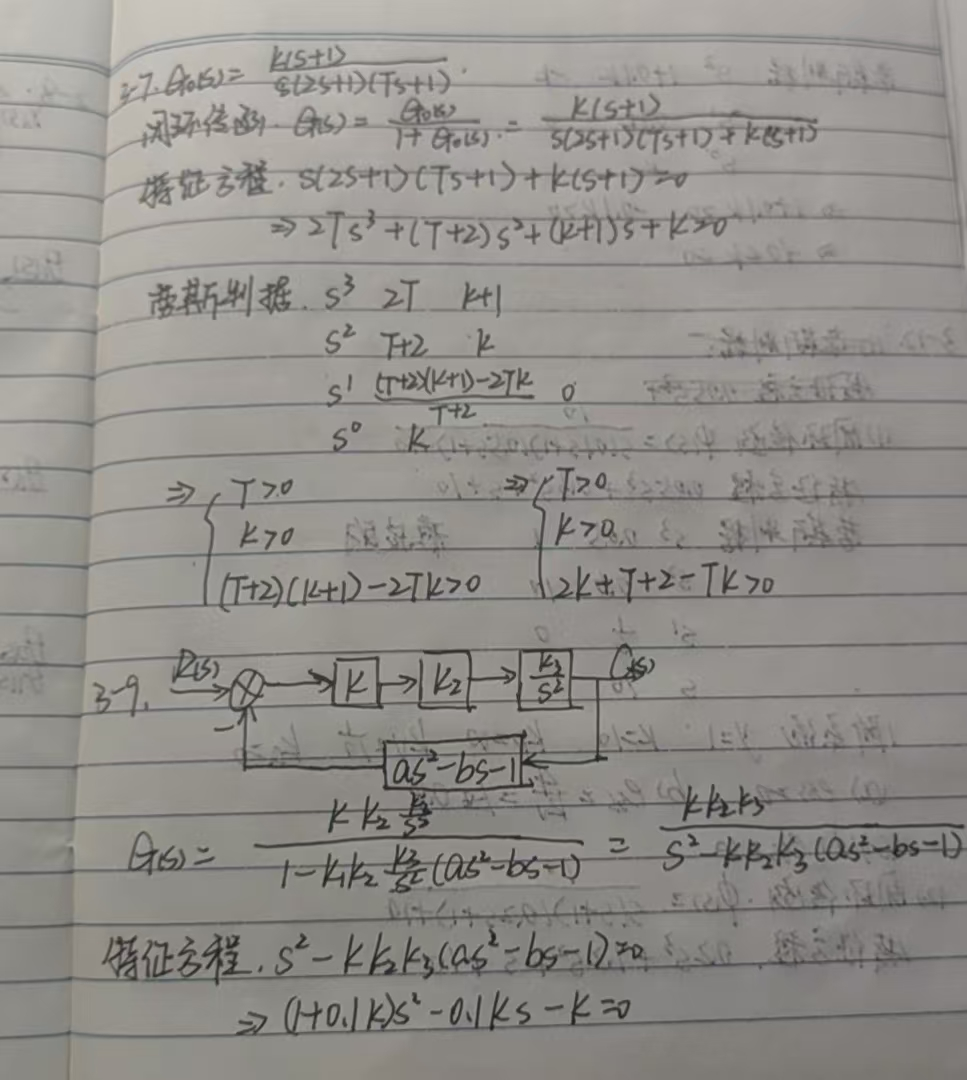 3-7. G₀(s) = K(s+1) / s(2s+1)(Ts+1).
闭环传函. G(s) = G₀(s) / 1+G₀(s). = K(s+1) / s(2s+1)(Ts+1)+K(s+1)
特征方程. s(2s+1)(Ts+1)+K(s+1)=0
⇒ 2Ts³+(T+2)s²+(K+1)s+K=0
劳斯判据. s³ 2T K+1
s² T+2 K
s¹ (T+2)(K+1)-2TK / T+2 0
s⁰ K
⇒ { T>0 ⇒ { T>0
K>0 K>0
(T+2)(K+1)-2TK>0 2K+T+2-TK>0
3-9. R(s) K K₂ K₃/s² C(s)
-
as²-bs-1
G(s) = K K₂ K₃/s² / 1-K₁K₂ K₃/s² (as²-bs-1) = K K₂K₃ / s²-KK₂K₃(as²-bs-1)
特征方程. s²-KK₂K₃(as²-bs-1)=0
⇒ (1+0.1K)s²-0.1Ks-K=0